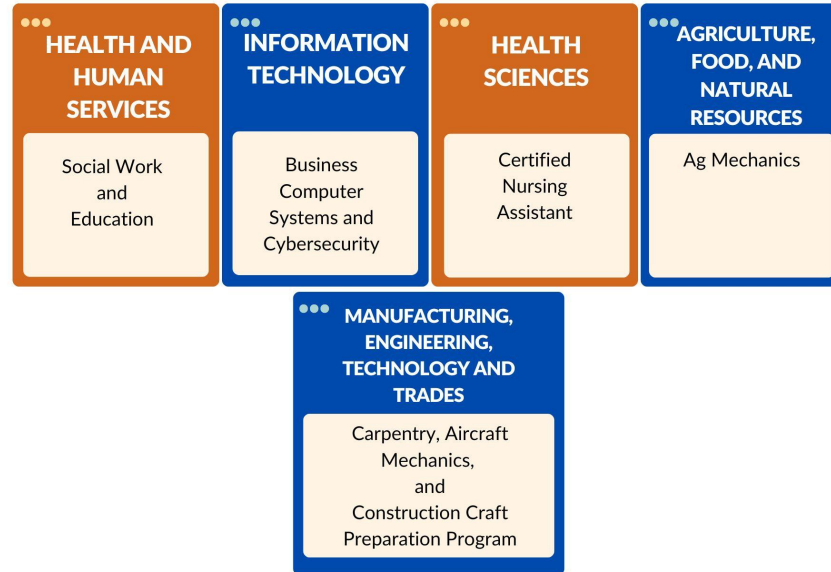 HEALTH AND
HUMAN
SERVICES
Social Work
and
Education
INFORMATION
TECHNOLOGY
Business
Computer
Systems and
Cybersecurity
HEALTH
SCIENCES
Certified
Nursing
Assistant
AGRICULTURE,
FOOD, AND
NATURAL
RESOURCES
Ag Mechanics
MANUFACTURING,
ENGINEERING,
TECHNOLOGY AND
TRADES
Carpentry, Aircraft
Mechanics,
and
Construction Craft
Preparation Program